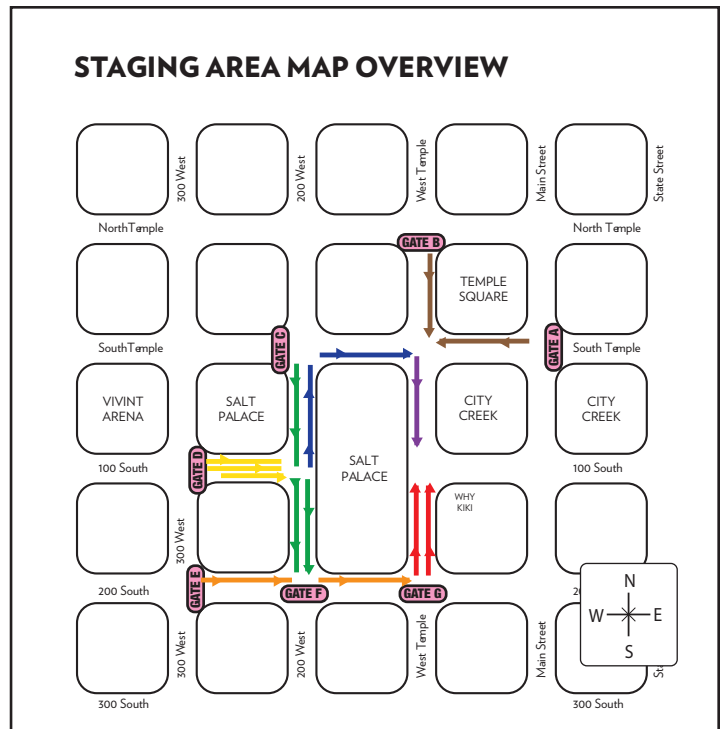 STAGING AREA MAP OVERVIEW
300 West
200 West
West Temple
Main Street
State Street
North Temple
North Temple
GATE B
TEMPLE
SQUARE
GATE C
GATE A
South Temple
South Temple
VIVINT
ARENA
SALT
PALACE
SALT
PALACE
CITY
CREEK
CITY
CREEK
GATE D
100 South
100 South
WHY
KIKI
300 West
GATE E
200 South
GATE F
GATE G
N
W
E
S
300 West
200 West
West Temple
Main Street
300 South
300 South